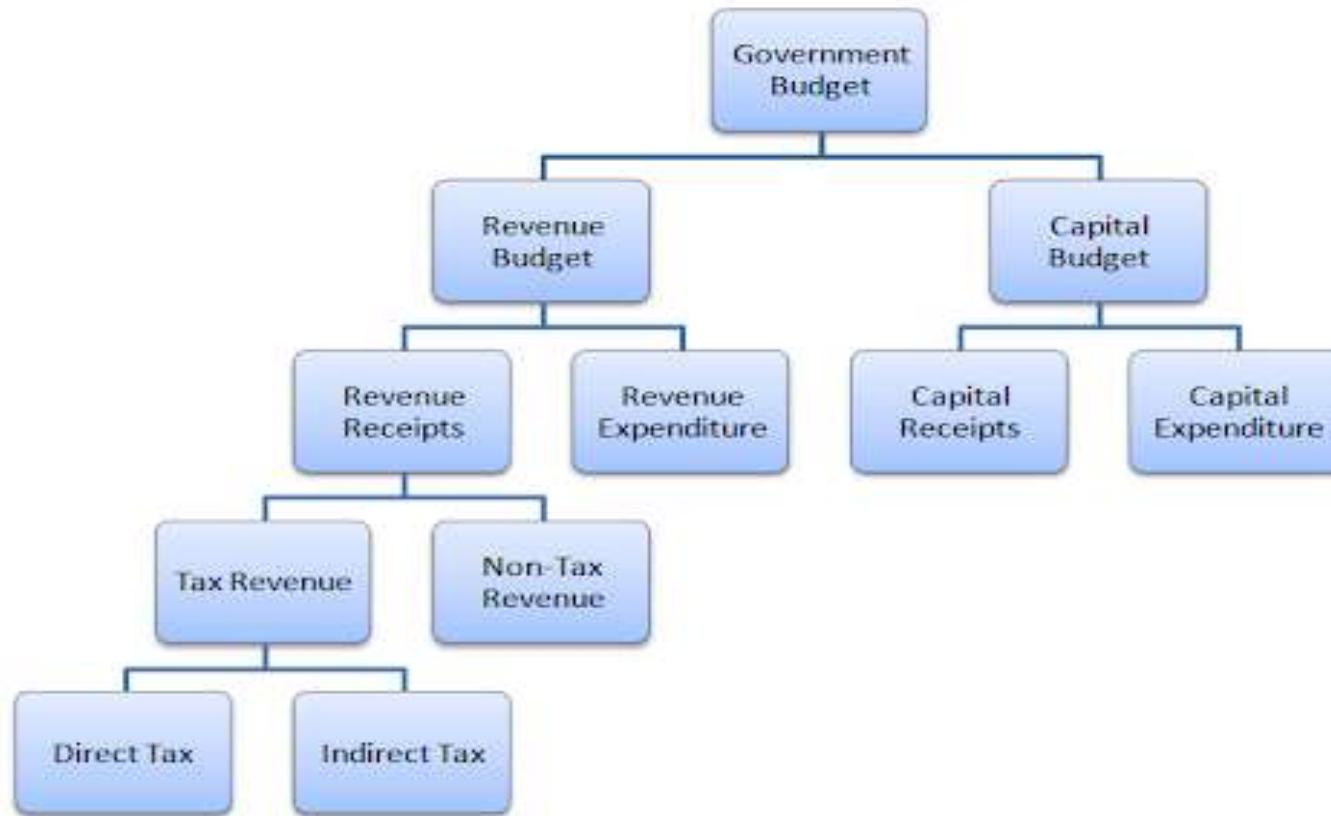 Government
Budget
Revenue
Budget
Capital
Budget
Revenue
Receipts
Revenue
Expenditure
Capital
Receipts
Capital
Expenditure
Tax Revenue
Non-Tax
Revenue
Direct Tax
Indirect Tax